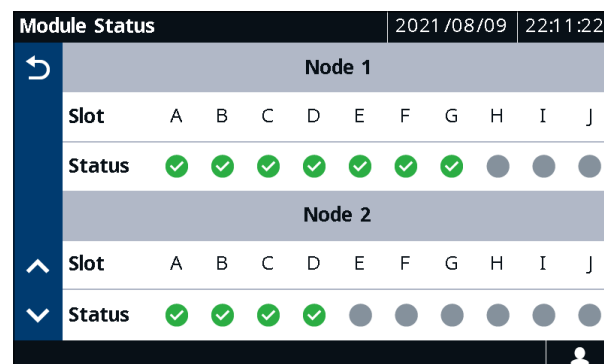 Module Status 2021/08/09 22:11:22
Node 1
Slot A B C D E F G H I J
Status
Node 2
Slot A B C D E F G H I J
Status